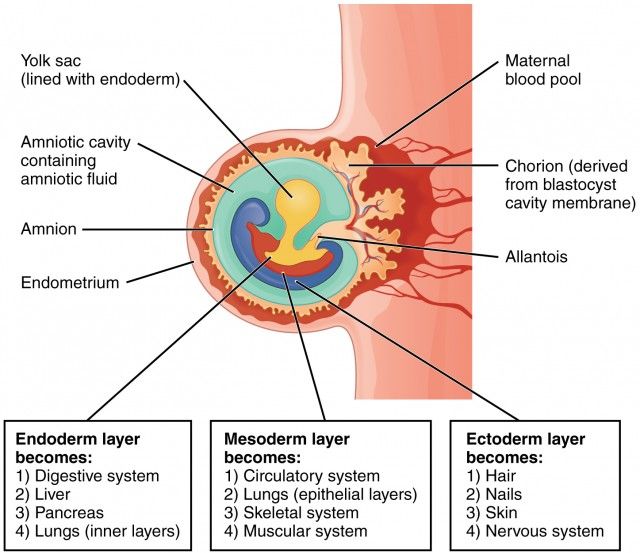 Yolk sac
(lined with endoderm)
Amniotic cavity
containing
amniotic fluid
Amnion
Endometrium
Maternal
blood pool
Chorion (derived
from blastocyst
cavity membrane)
Allantois
Endoderm layer
becomes:
1) Digestive system
2) Liver
3) Pancreas
4) Lungs (inner layers)
Mesoderm layer
becomes:
1) Circulatory system
2) Lungs (epithelial layers)
3) Skeletal system
4) Muscular system
Ectoderm layer
becomes:
1) Hair
2) Nails
3) Skin
4) Nervous system